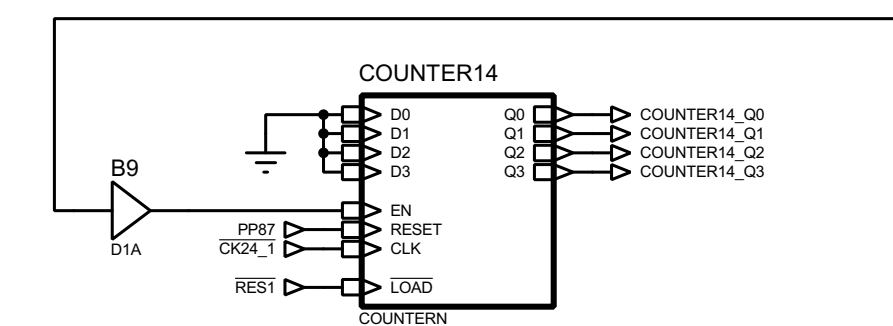 COUNTER14
D0 Q0 COUNTER14_Q0
D1 Q1 COUNTER14_Q1
D2 Q2 COUNTER14_Q2
D3 Q3 COUNTER14_Q3
B9
D1A
EN
PP87 RESET
CK24_1 CLK
RES1 LOAD
COUNTERN